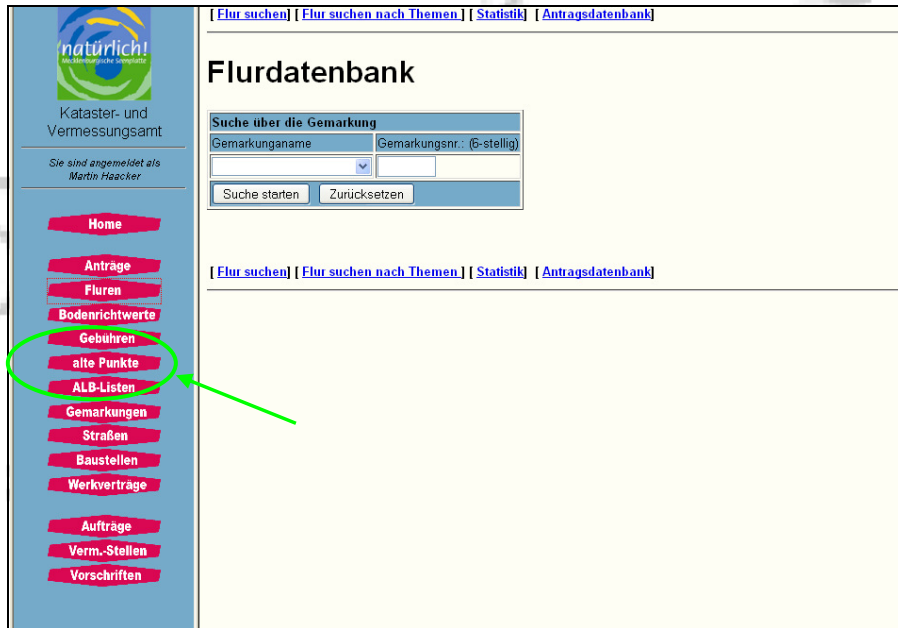 natürlich!
Mecklenburgische Seenplatte
Kataster- und
Vermessungsamt
Sie sind angemeldet als
Martin Haacker
Home
Anträge
Fluren
Bodenrichtwerte
Gebühren
alte Punkte
ALB-Listen
Gemarkungen
Straßen
Baustellen
Werkverträge
Aufträge
Verm.-Stellen
Vorschriften
[ Flur suchen] [ Flur suchen nach Themen ] [ Statistik] [ Antragsdatenbank]
Flurdatenbank
Suche über die Gemarkung
Gemarkunganame Gemarkungsnr.: (6-stellig)
Suche starten Zurücksetzen
[ Flur suchen] [ Flur suchen nach Themen ] [ Statistik] [ Antragsdatenbank]